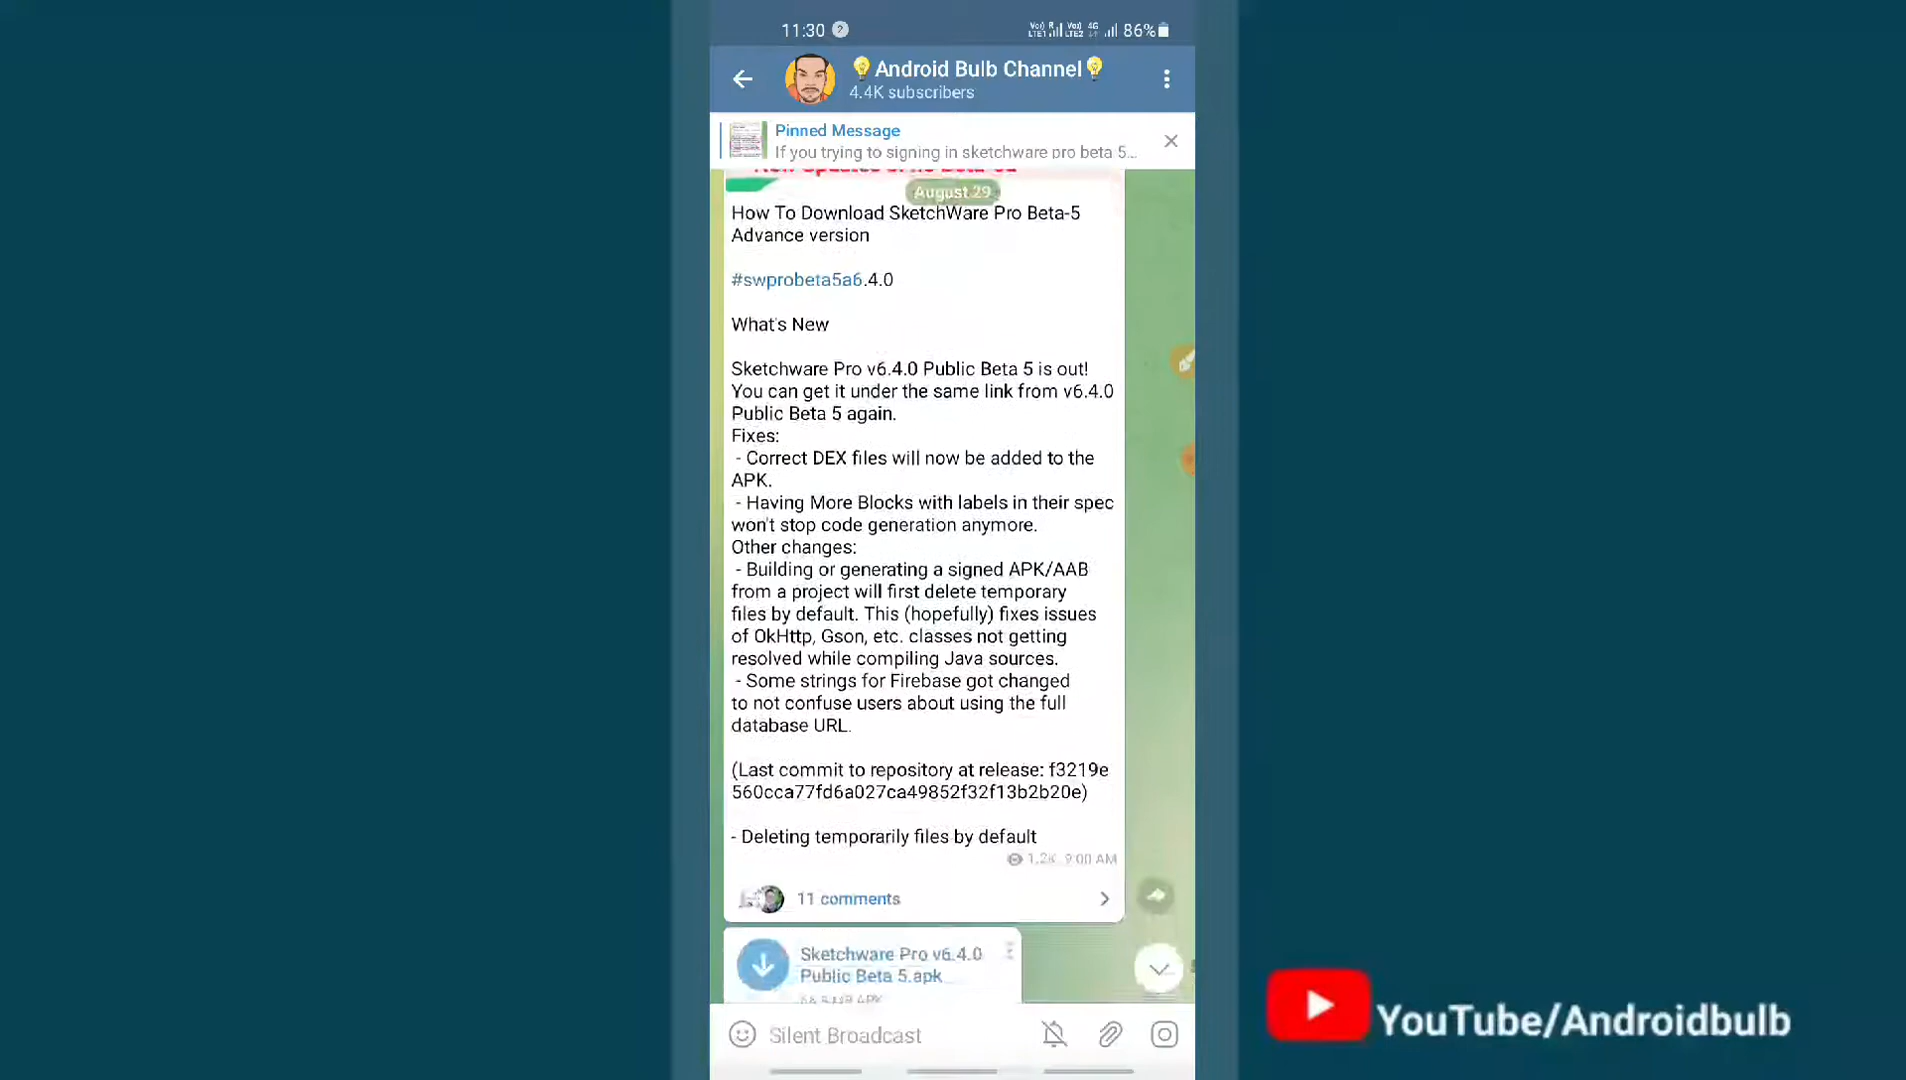 11:30 2 Vo) R Vo) 4G 86%
LTE1 LTE2
💡Android Bulb Channel💡
4.4K subscribers
Pinned Message
If you trying to signing in sketchware pro beta 5...
August 29
How To Download SketchWare Pro Beta-5
Advance version
#swprobeta5a6.4.0
What's New
Sketchware Pro v6.4.0 Public Beta 5 is out!
You can get it under the same link from v6.4.0
Public Beta 5 again.
Fixes:
- Correct DEX files will now be added to the
APK.
- Having More Blocks with labels in their spec
won't stop code generation anymore.
Other changes:
- Building or generating a signed APK/AAB
from a project will first delete temporary
files by default. This (hopefully) fixes issues
of OkHttp, Gson, etc. classes not getting
resolved while compiling Java sources.
- Some strings for Firebase got changed
to not confuse users about using the full
database URL.
(Last commit to repository at release: f3219e
560cca77fd6a027ca49852f32f13b2b20e)
- Deleting temporarily files by default
1.2K 9:00 AM
11 comments
Sketchware Pro v6.4.0
Public Beta 5.apk
Silent Broadcast
YouTube/Androidbulb